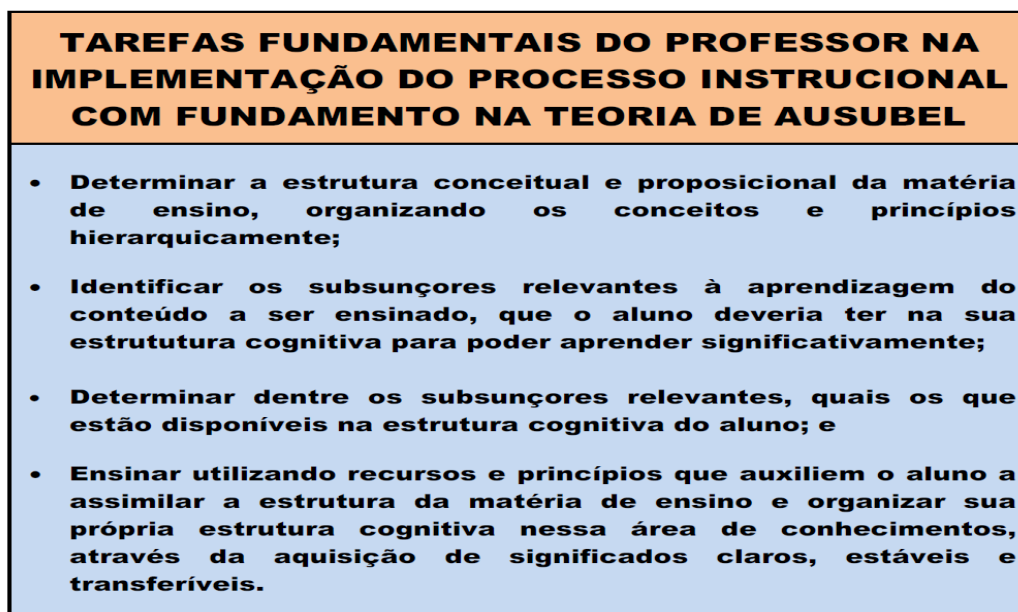 TAREFAS FUNDAMENTAIS DO PROFESSOR NA
IMPLEMENTAÇÃO DO PROCESSO INSTRUCIONAL
COM FUNDAMENTO NA TEORIA DE AUSUBEL
• Determinar a estrutura conceitual e proposicional da matéria
de ensino, organizando os conceitos e princípios
hierarquicamente;
• Identificar os subsunçores relevantes à aprendizagem do
conteúdo a ser ensinado, que o aluno deveria ter na sua
estrututura cognitiva para poder aprender significativamente;
• Determinar dentre os subsunçores relevantes, quais os que
estão disponíveis na estrutura cognitiva do aluno; e
• Ensinar utilizando recursos e princípios que auxiliem o aluno a
assimilar a estrutura da matéria de ensino e organizar sua
própria estrutura cognitiva nessa área de conhecimentos,
através da aquisição de significados claros, estáveis e
transferíveis.